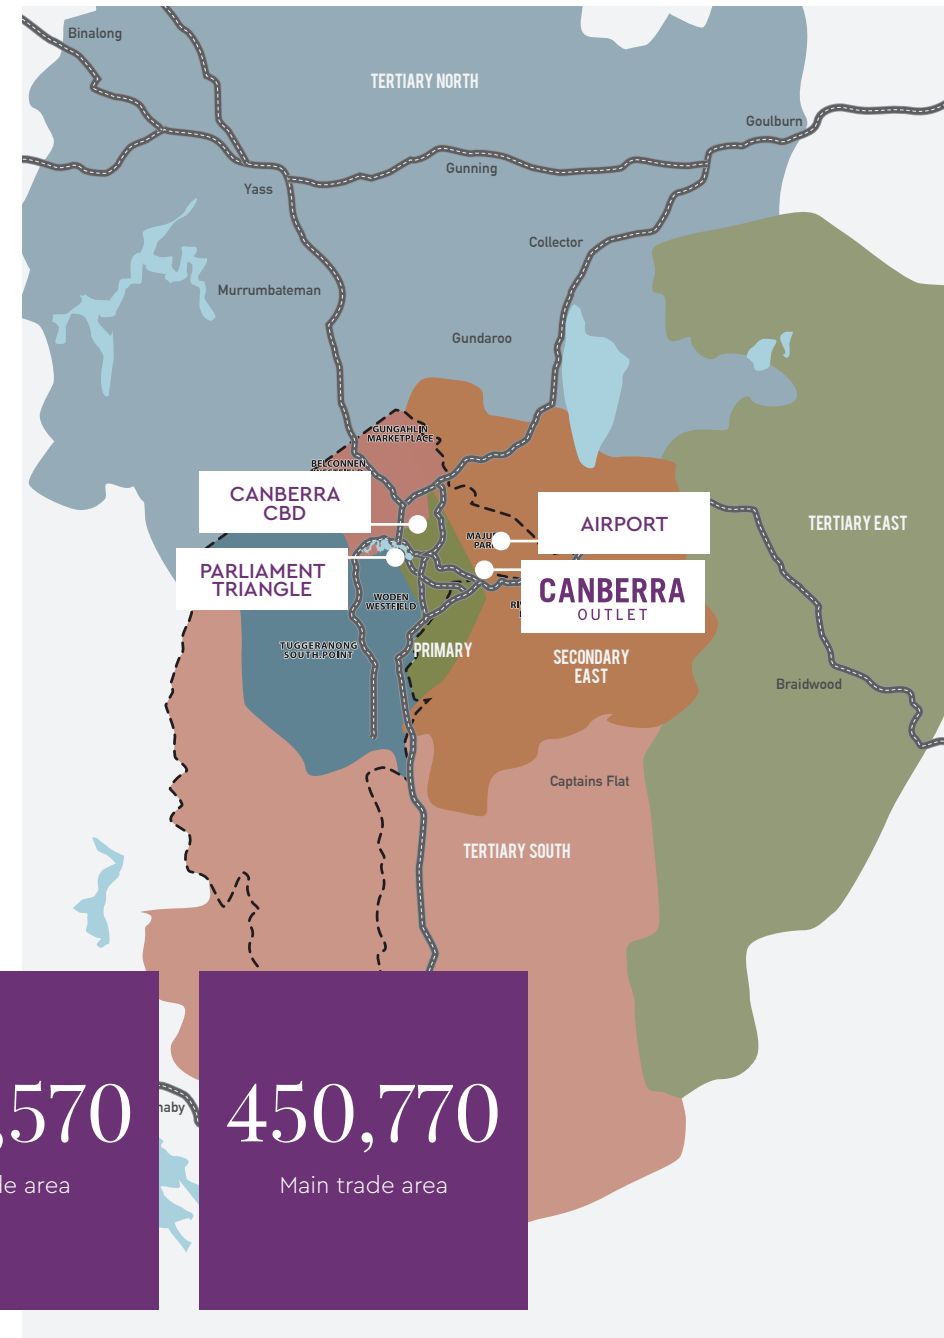 Binalong
TERTIARY NORTH
Goulburn
Gunning
Yass
Collector
Murrumbateman
Gundaroo
GUNGAHLIN
MARKETPLACE
BELCONNEN
CANBERRA
CBD
AIRPORT
TERTIARY EAST
PARLIAMENT
TRIANGLE
CANBERRA
OUTLET
WODEN
WESTFIELD
TUGGERANONG
SOUTH.POINT
PRIMARY
SECONDARY
EAST
Braidwood
Captains Flat
TERTIARY SOUTH
,570
area
450,770
Main trade area